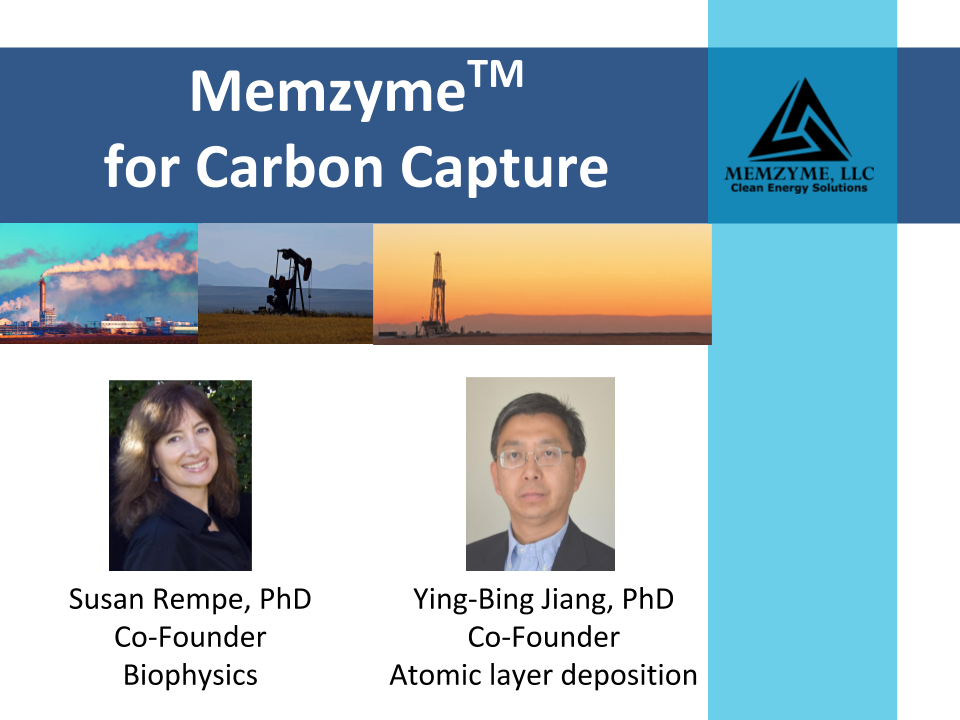 Memzyme™
for Carbon Capture
MEMZYME, LLC
Clean Energy Solutions
Susan Rempe, PhD
Co-Founder
Biophysics
Ying-Bing Jiang, PhD
Co-Founder
Atomic layer deposition